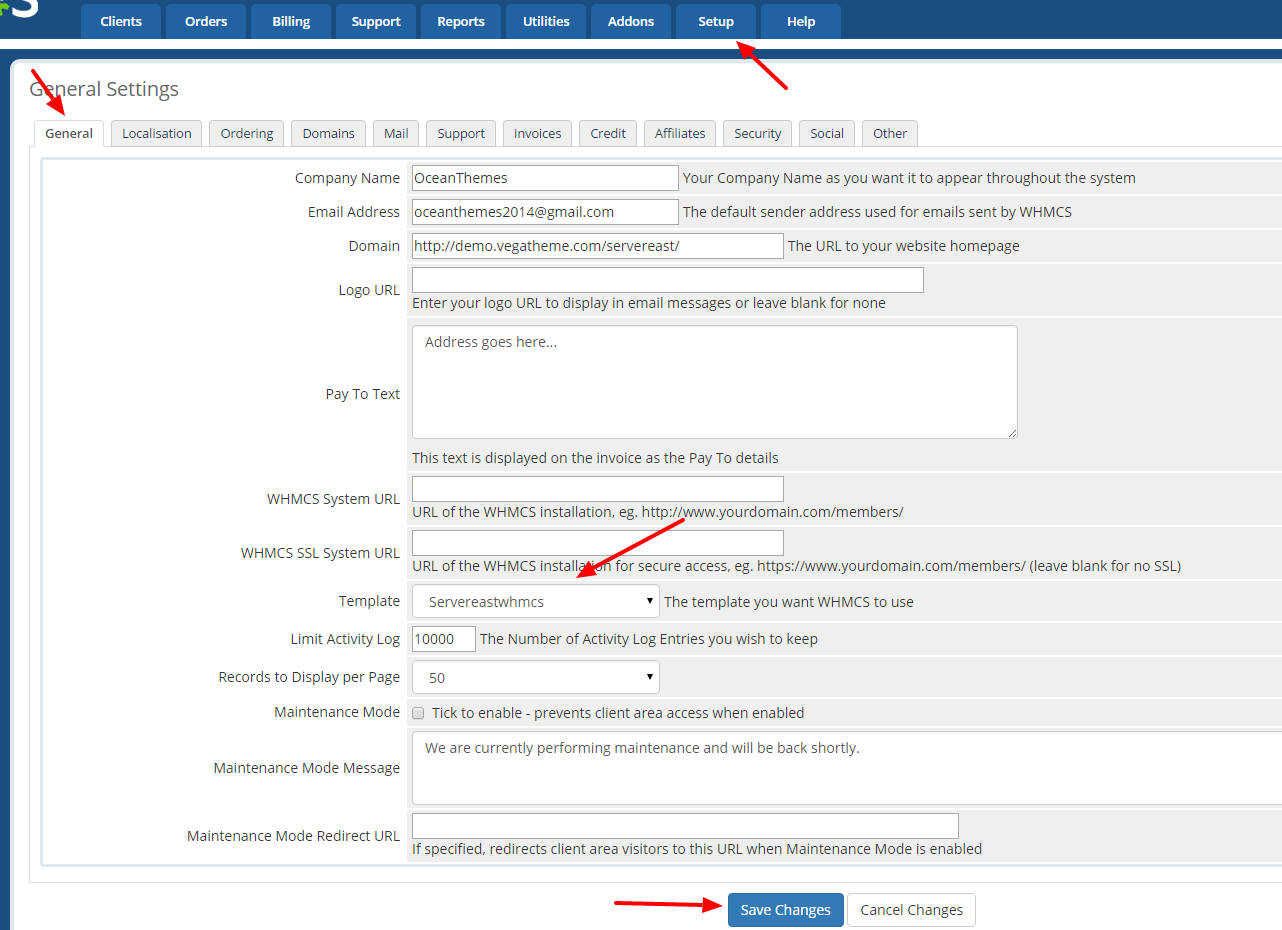 Clients Orders Billing Support Reports Utilities Addons Setup Help
General Settings
General Localisation Ordering Domains Mail Support Invoices Credit Affiliates Security Social Other
Company Name OceanThemes Your Company Name as you want it to appear throughout the system
Email Address oceanthemes2014@gmail.com The default sender address used for emails sent by WHMCS
Domain http://demo.vegatheme.com/servereast/ The URL to your website homepage
Logo URL
Enter your logo URL to display in email messages or leave blank for none
Address goes here...
Pay To Text
This text is displayed on the invoice as the Pay To details
WHMCS System URL
URL of the WHMCS installation, eg. http://www.yourdomain.com/members/
WHMCS SSL System URL
URL of the WHMCS installation for secure access, eg. https://www.yourdomain.com/members/ (leave blank for no SSL)
Template Servereastwhmcs The template you want WHMCS to use
Limit Activity Log 10000 The Number of Activity Log Entries you wish to keep
Records to Display per Page 50
Maintenance Mode Tick to enable - prevents client area access when enabled
We are currently performing maintenance and will be back shortly.
Maintenance Mode Message
Maintenance Mode Redirect URL
If specified, redirects client area visitors to this URL when Maintenance Mode is enabled
Save Changes Cancel Changes